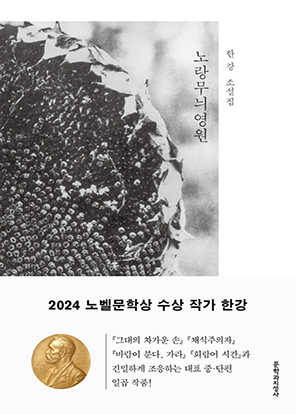 한강 소설집
노랑무늬영원
2024 노벨문학상 수상 작가 한강
『그대의 차가운 손』 『채식주의자』
『바람이 분다, 가라』 『희랍어 시간』과
긴밀하게 조응하는 대표 중·단편
일곱 작품!
문학과지성사